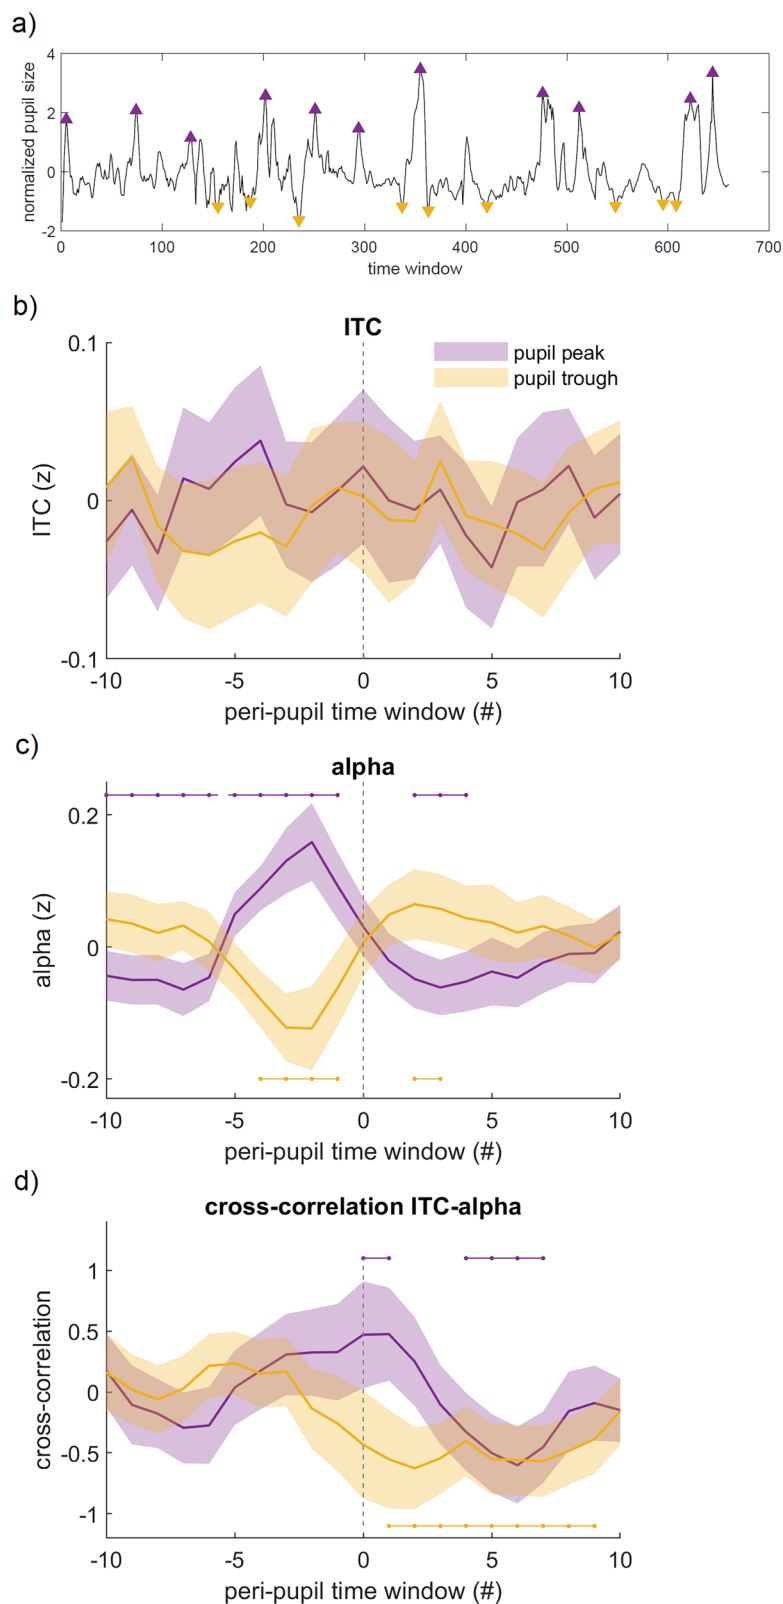 a)
normalized pupil size
4
2
0
-2
0 100 200 300 400 500 600 700
time window
b)
ITC
pupil peak
pupil trough
ITC (z)
0.1
0
-0.1
-10 -5 0 5 10
peri-pupil time window (#)
c)
alpha
alpha (z)
0.2
0
-0.2
-10 -5 0 5 10
peri-pupil time window (#)
d)
cross-correlation ITC-alpha
cross-correlation
1
0.5
0
-0.5
-1
-10 -5 0 5 10
peri-pupil time window (#)